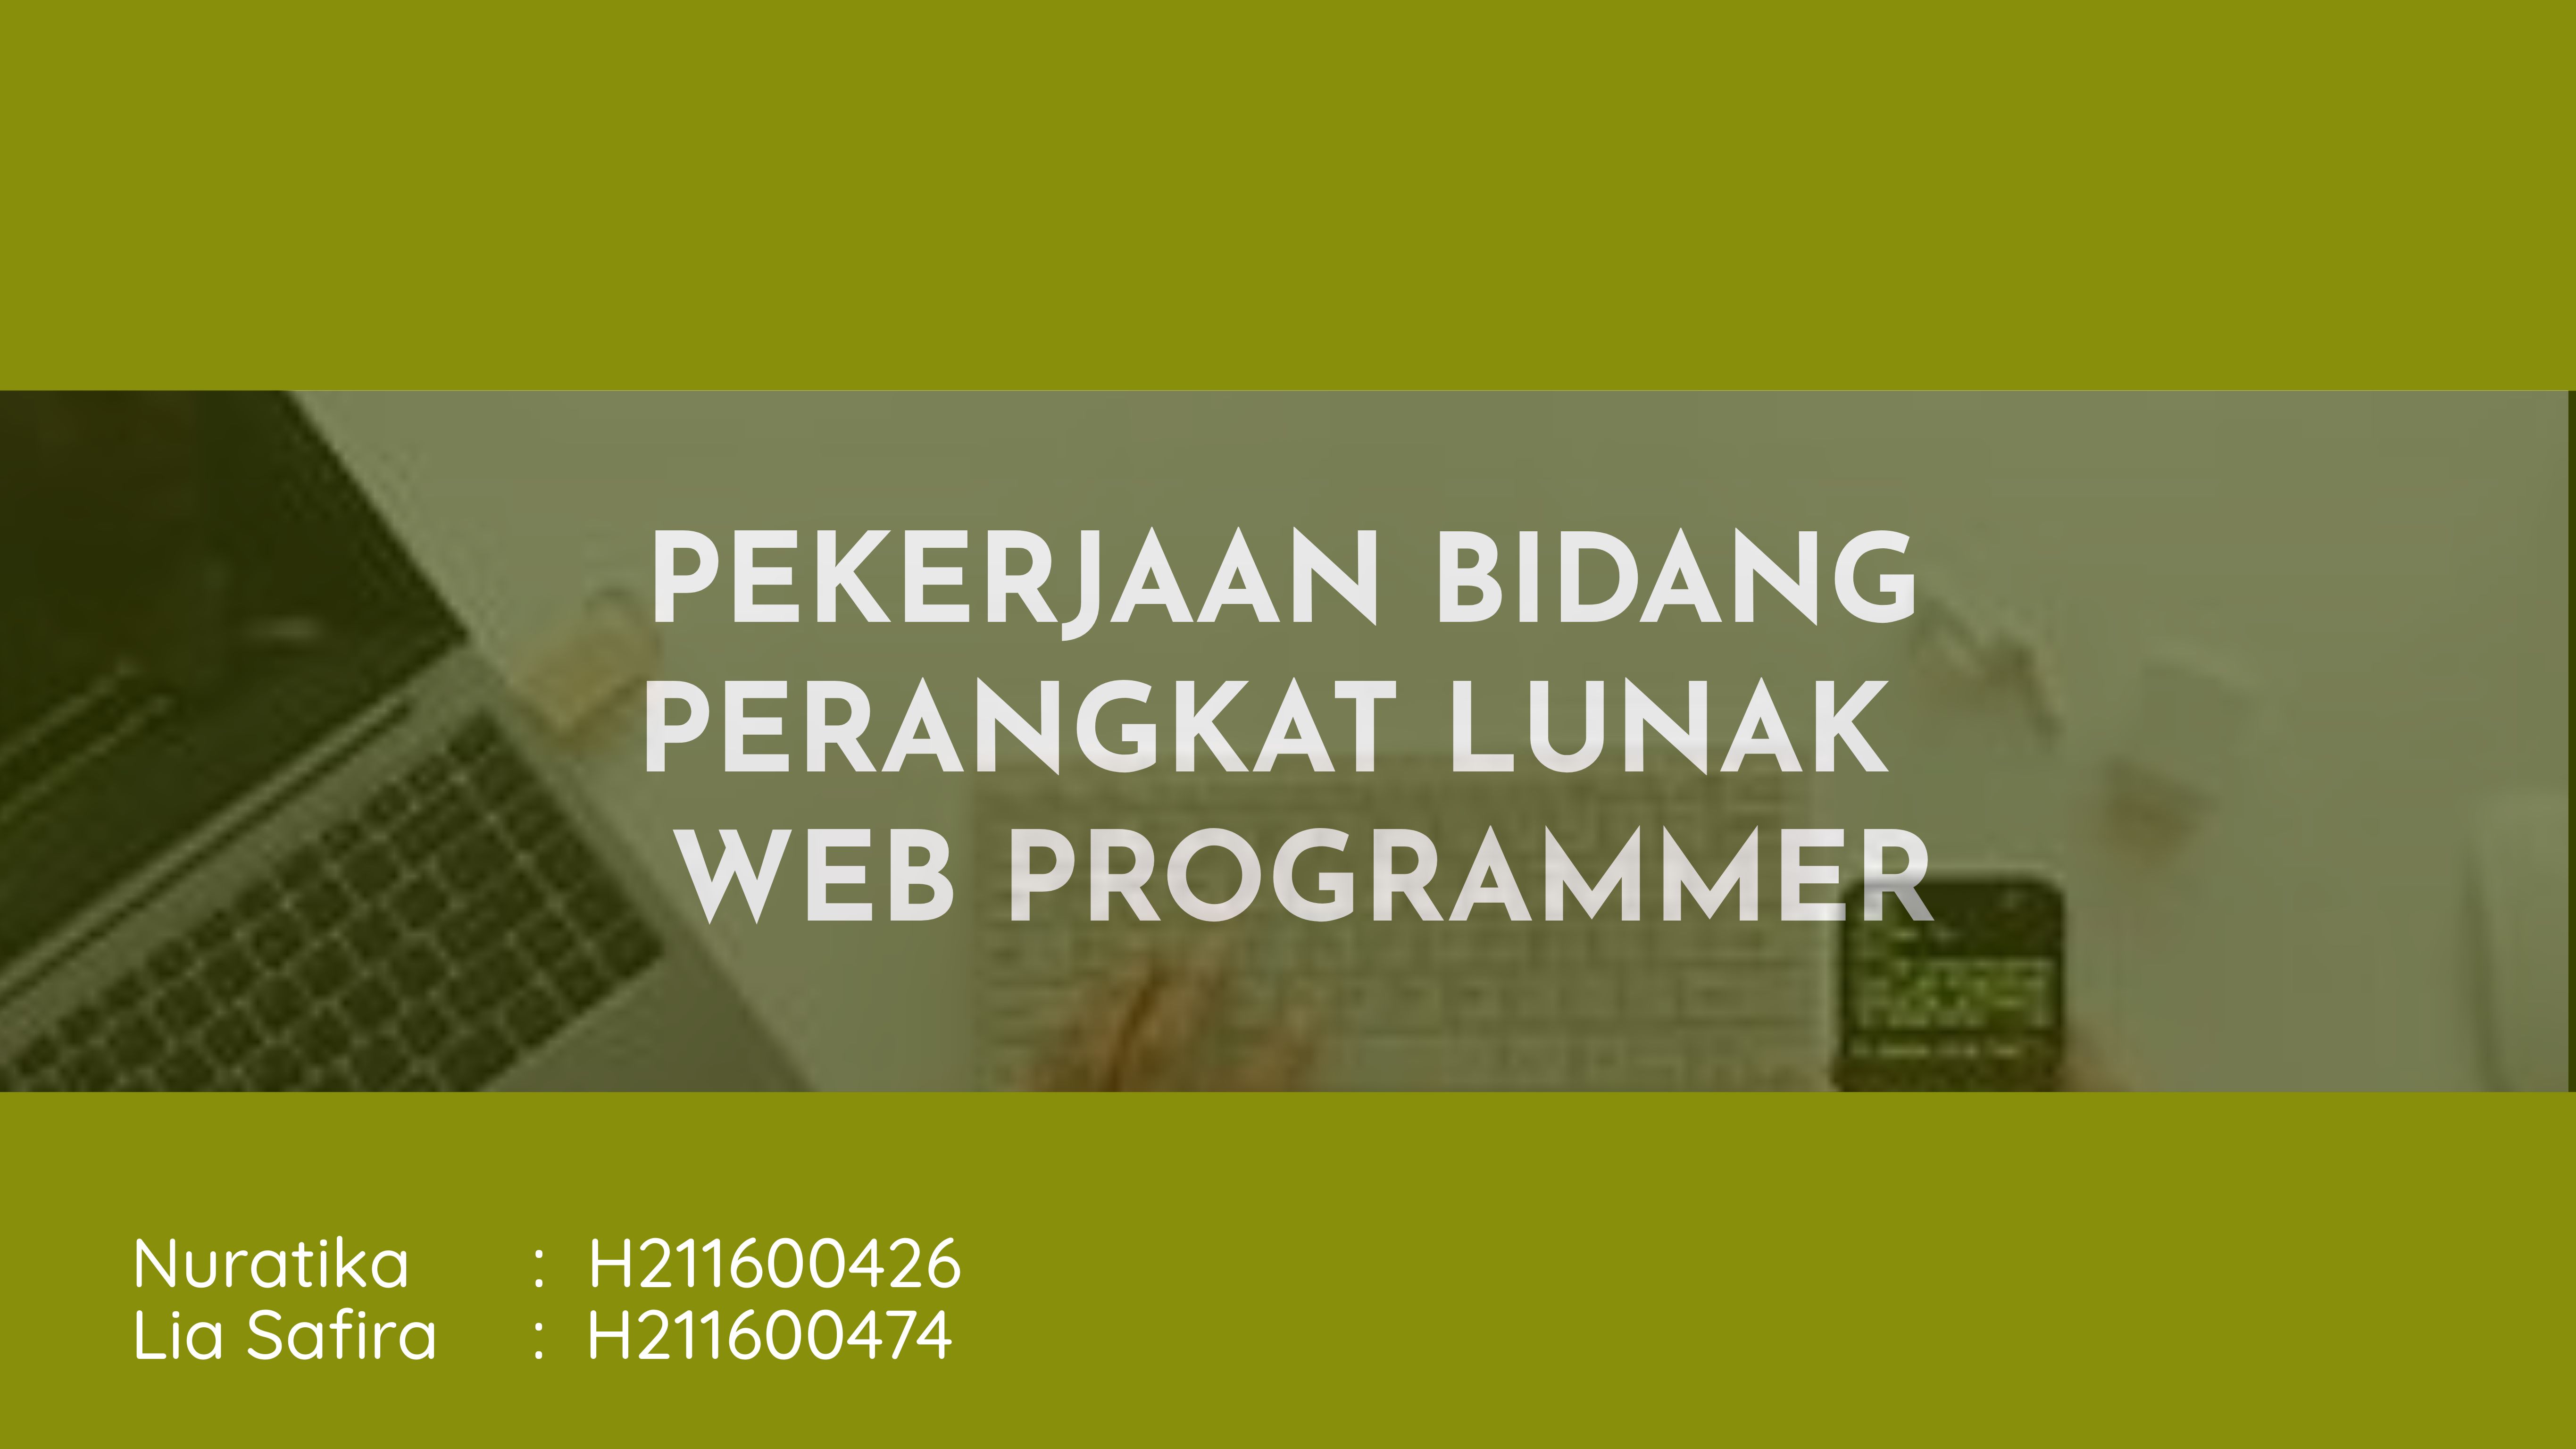 PEKERJAAN BIDANG
PERANGKAT LUNAK
WEB PROGRAMMER
Nuratika : H211600426
Lia Safira : H211600474